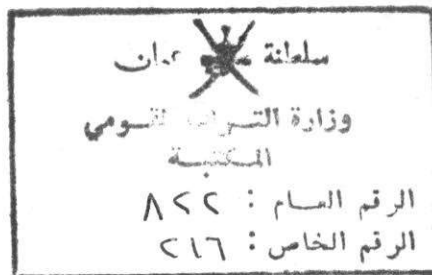 سلطنة عمان
وزارة التراث القومي
المكتبة
الرقم العام : ٨٢٢
الرقم الخاص : ٢١٦